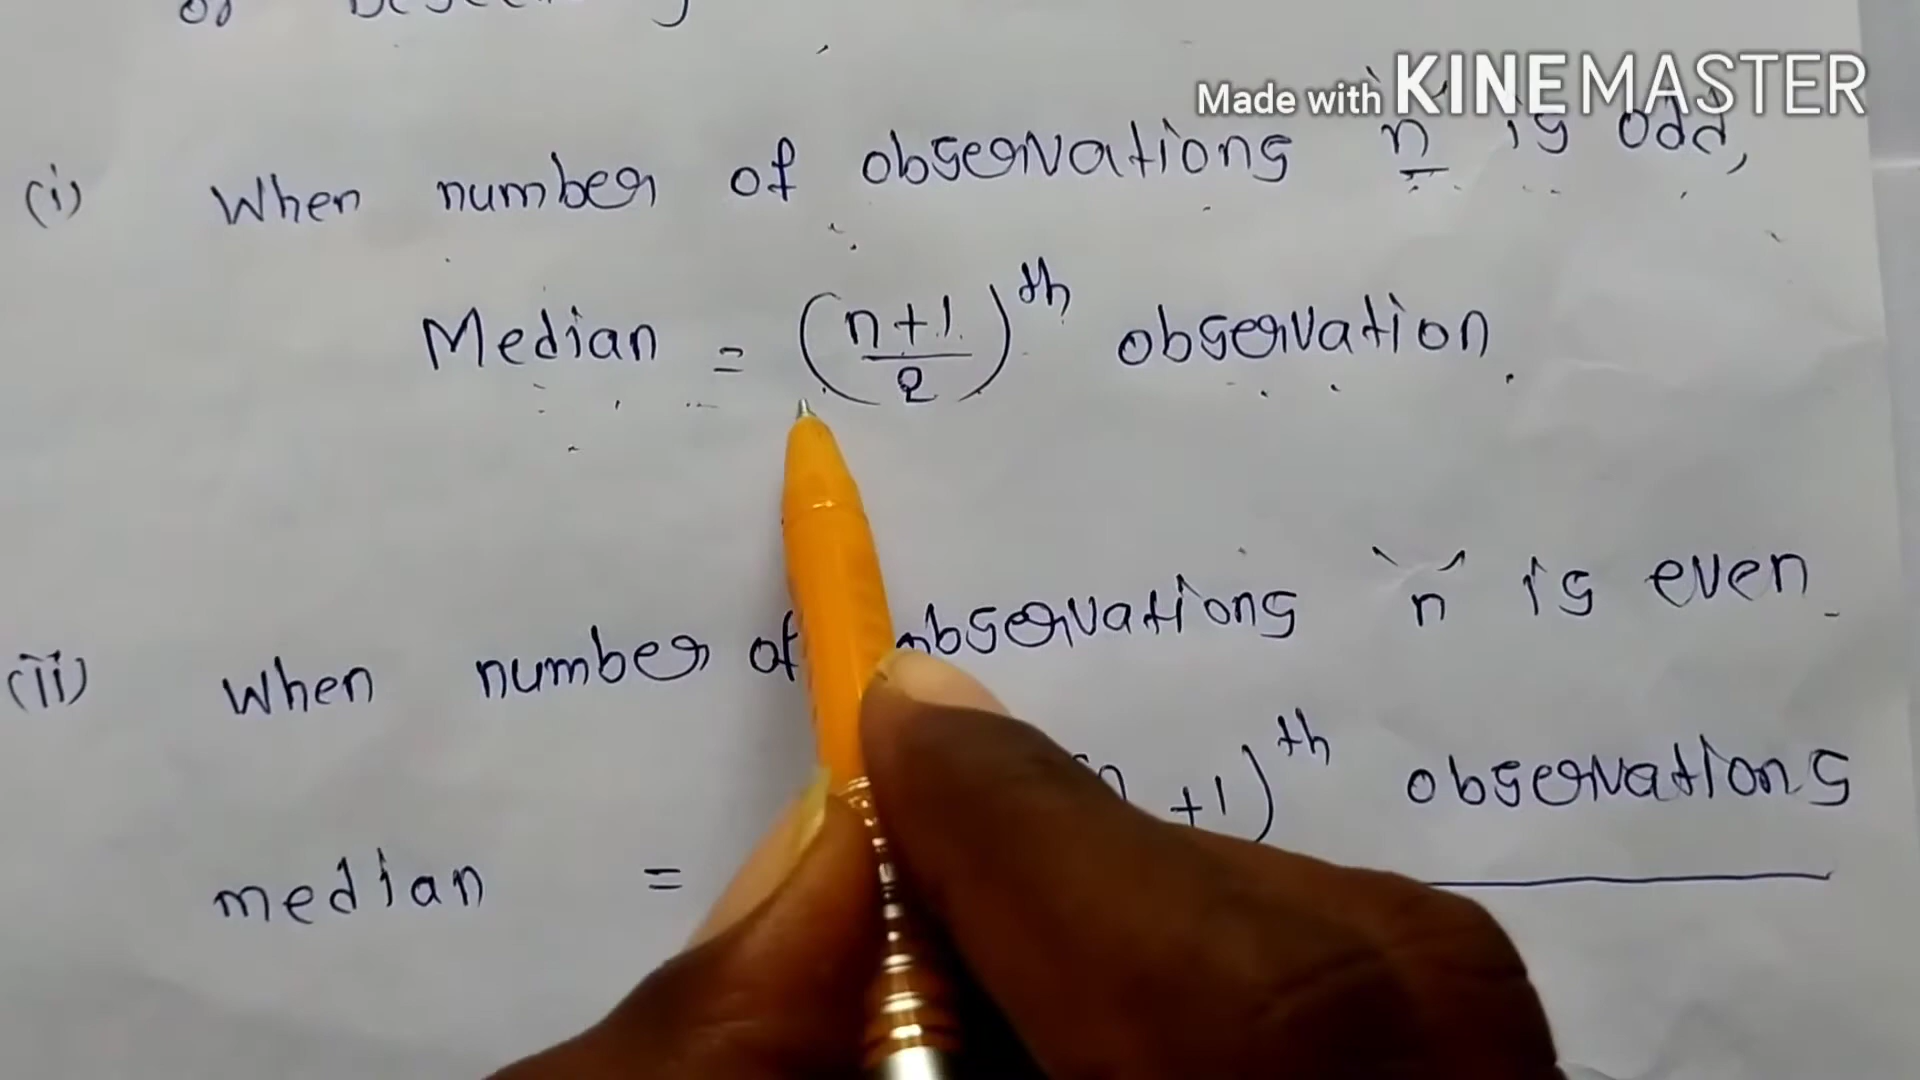 Made with KINEMASTER
(i) When number of observations `n´ is odd,
Median = (n+1/2)th observation.
(ii) When number of observations `n´ is even
+1)th observations
median =